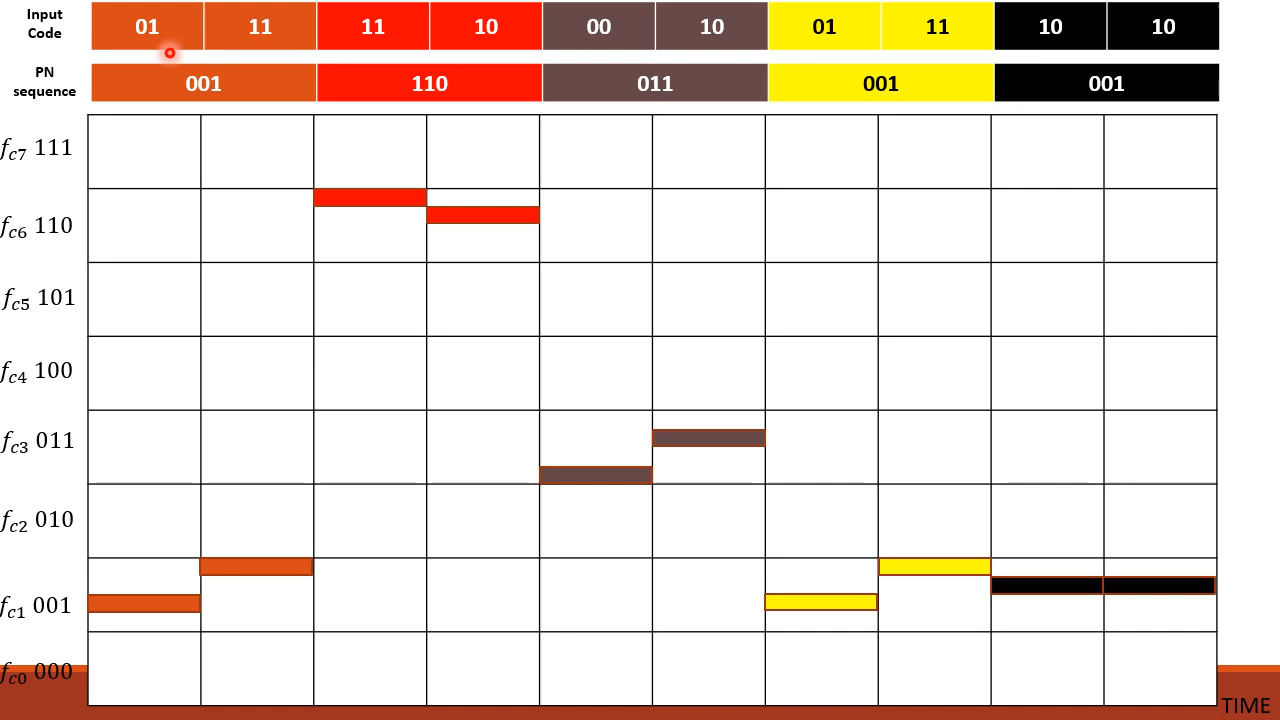 Input Code 01 11 11 10 00 10 01 11 10 10
PN sequence 001 110 011 001 001
fc7 111
fc6 110
fc5 101
fc4 100
fc3 011
fc2 010
fc1 001
fc0 000
TIME